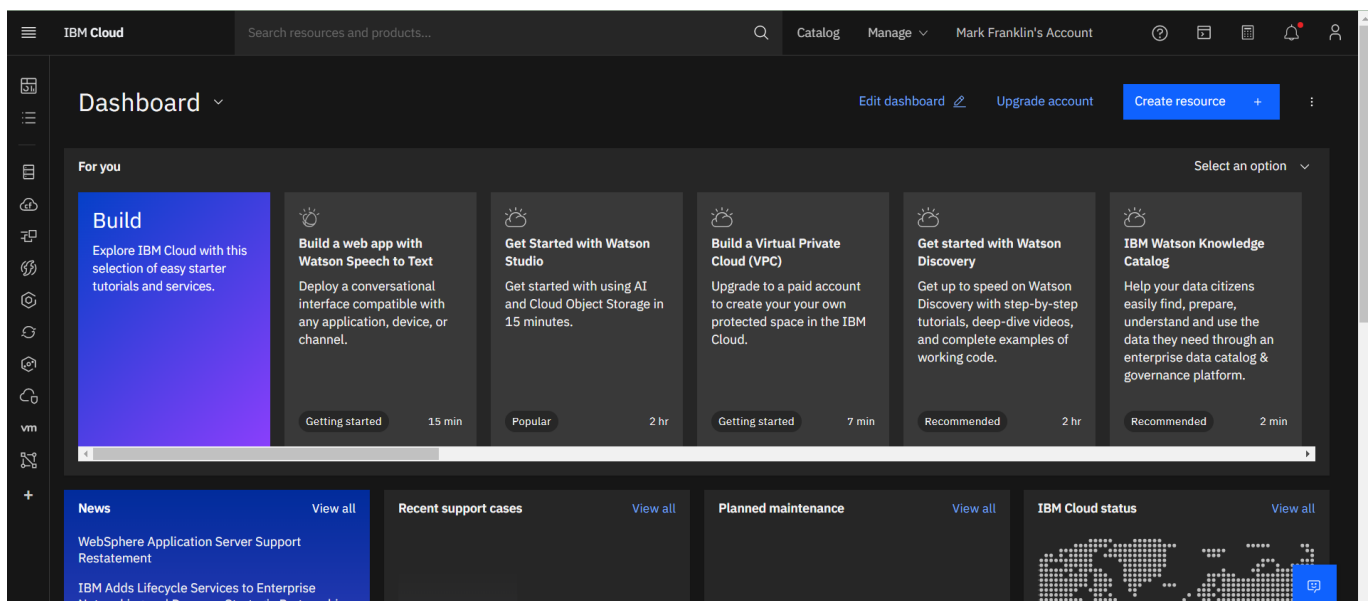 IBM Cloud
Search resources and products...
Catalog
Manage
Mark Franklin's Account
Dashboard
Edit dashboard
Upgrade account
Create resource +
For you
Select an option
Build
Explore IBM Cloud with this
selection of easy starter
tutorials and services.
Build a web app with
Watson Speech to Text
Deploy a conversational
interface compatible with
any application, device, or
channel.
Getting started
15 min
Get Started with Watson
Studio
Get started with using AI
and Cloud Object Storage in
15 minutes.
Popular
2 hr
Build a Virtual Private
Cloud (VPC)
Upgrade to a paid account
to create your your own
protected space in the IBM
Cloud.
Getting started
7 min
Get started with Watson
Discovery
Get up to speed on Watson
Discovery with step-by-step
tutorials, deep-dive videos,
and complete examples of
working code.
Recommended
2 hr
IBM Watson Knowledge
Catalog
Help your data citizens
easily find, prepare,
understand and use the
data they need through an
enterprise data catalog &
governance platform.
Recommended
2 min
vm
News
View all
WebSphere Application Server Support
Restatement
IBM Adds Lifecycle Services to Enterprise
Recent support cases
View all
Planned maintenance
View all
IBM Cloud status
View all